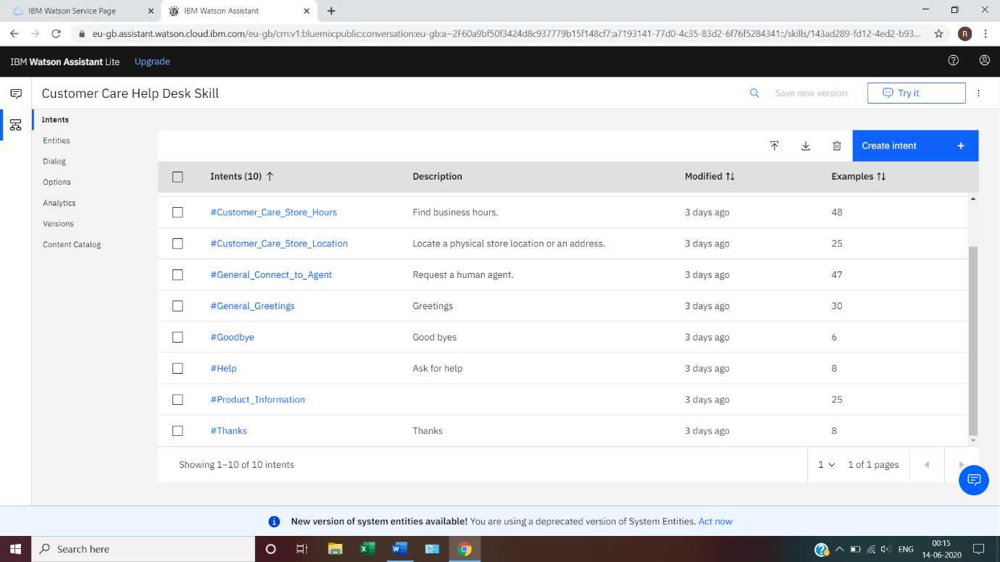 IBM Watson Service Page
IBM Watson Assistant
eu-gb.assistant.watson.cloud.ibm.com/eu-gb/crn:v1:bluemix:public:conversation:eu-gb:a~2F60a9bf50f3424d8c937779b15f148cf7:a7193141-77d0-4c35-83d2-6f76f5284341::/skills/143ad289-fd12-4ed2-b93...
R
IBM Watson Assistant Lite Upgrade
Customer Care Help Desk Skill
Save new version
Try it
Intents
Entities
Dialog
Options
Analytics
Versions
Content Catalog
Create intent +
Intents (10) Description Modified Examples
#Customer_Care_Store_Hours Find business hours. 3 days ago 48
#Customer_Care_Store_Location Locate a physical store location or an address. 3 days ago 25
#General_Connect_to_Agent Request a human agent. 3 days ago 47
#General_Greetings Greetings 3 days ago 30
#Goodbye Good byes 3 days ago 6
#Help Ask for help 3 days ago 8
#Product_Information 3 days ago 25
#Thanks Thanks 3 days ago 8
Showing 1–10 of 10 intents
1 1 of 1 pages
New version of system entities available! You are using a deprecated version of System Entities. Act now
Search here
ENG
00:15
14-06-2020